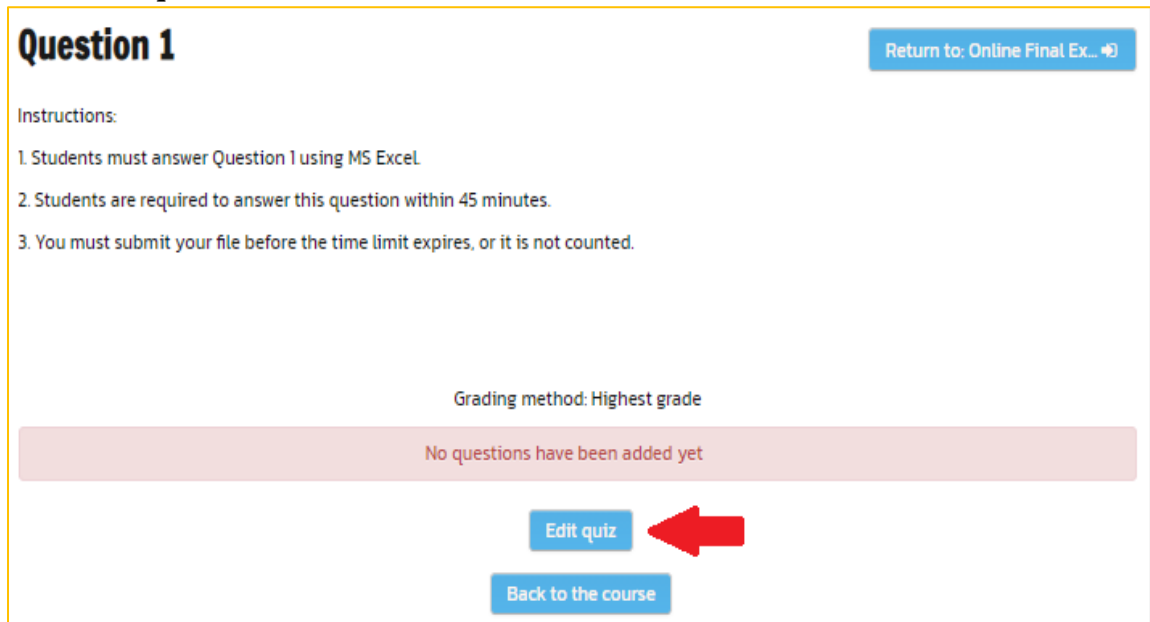 Question 1
Return to: Online Final Ex...
Instructions:
1. Students must answer Question 1 using MS Excel.
2. Students are required to answer this question within 45 minutes.
3. You must submit your file before the time limit expires, or it is not counted.
Grading method: Highest grade
No questions have been added yet
Edit quiz
Back to the course